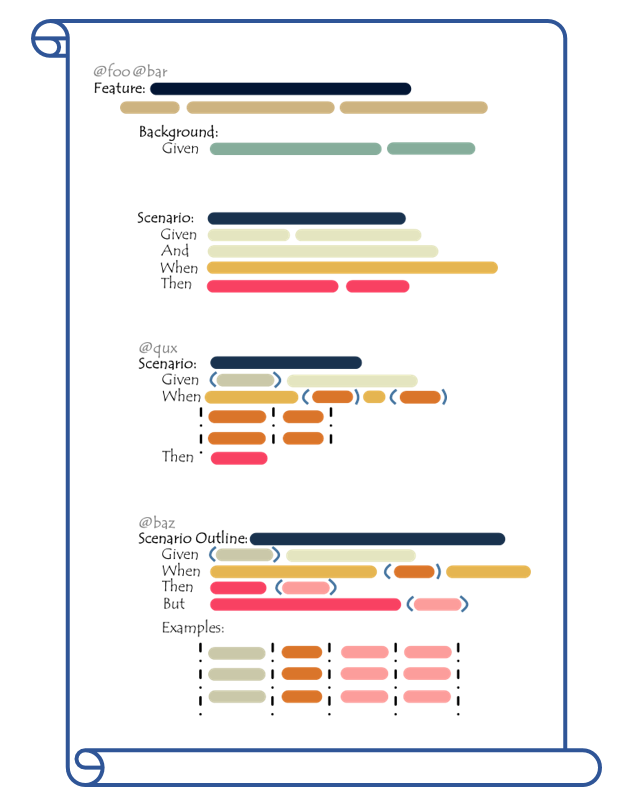 @foo @bar
Feature:
Background:
Given
Scenario:
Given
And
When
Then
@qux
Scenario:
Given
When
Then
@baz
Scenario Outline:
Given
When
Then
But
Examples: